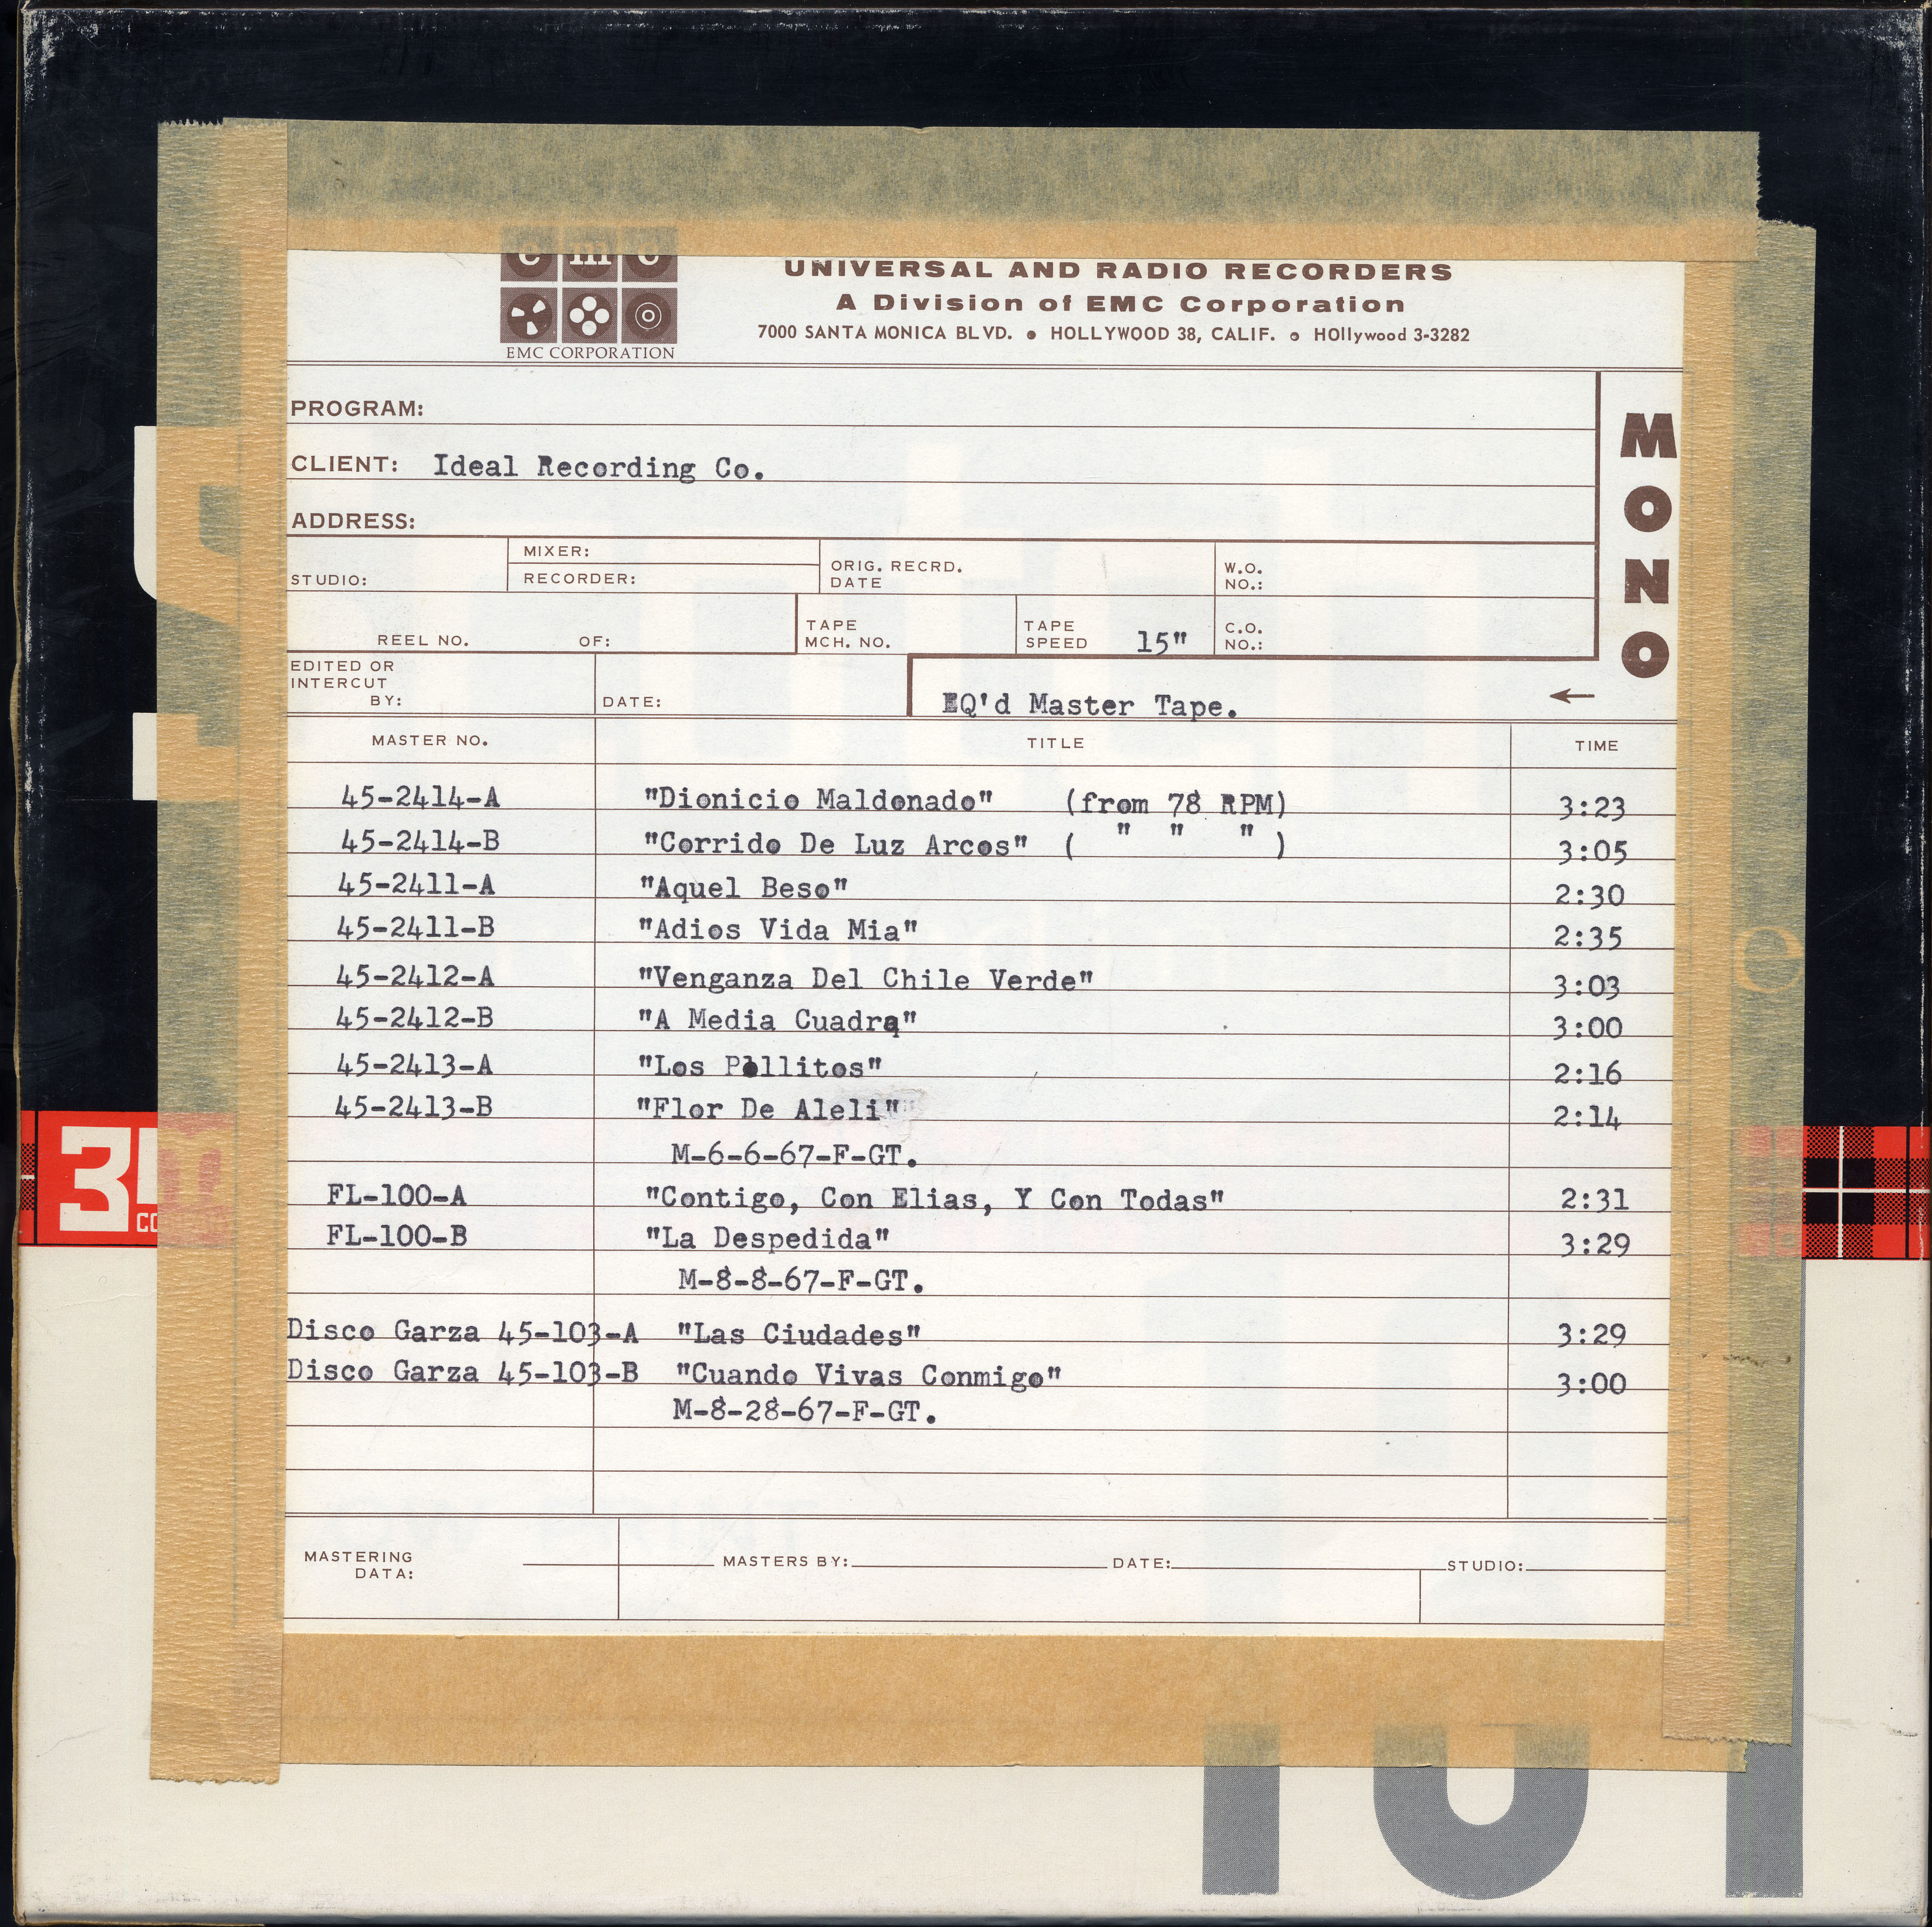 e m c
UNIVERSAL AND RADIO RECORDERS
A Division of EMC Corporation
7000 SANTA MONICA BLVD. • HOLLYWOOD 38, CALIF. • HOllywood 3-3282
EMC CORPORATION
MONO
PROGRAM:
CLIENT: Ideal Recording Co.
ADDRESS:
STUDIO:
MIXER:
RECORDER:
ORIG. RECRD.
DATE
W.O.
NO.:
REEL NO. OF:
TAPE
MCH. NO.
TAPE
SPEED 15"
C.O.
NO.:
EDITED OR
INTERCUT
BY:
DATE:
EQ'd Master Tape. ←
MASTER NO. TITLE TIME
45-2414-A "Dionicio Maldonado" (from 78 RPM) 3:23
45-2414-B "Corrido De Luz Arcos" ( " " " ) 3:05
45-2411-A "Aquel Beso" 2:30
45-2411-B "Adios Vida Mia" 2:35
45-2412-A "Venganza Del Chile Verde" 3:03
45-2412-B "A Media Cuadra" 3:00
45-2413-A "Los Pollitos" 2:16
45-2413-B "Flor De Aleli" 2:14
M-6-6-67-F-GT.
FL-100-A "Contigo, Con Elias, Y Con Todas" 2:31
FL-100-B "La Despedida" 3:29
M-8-8-67-F-GT.
Disco Garza 45-103-A "Las Ciudades" 3:29
Disco Garza 45-103-B "Cuando Vivas Conmigo" 3:00
M-8-28-67-F-GT.
MASTERING
DATA:
MASTERS BY: DATE: STUDIO: